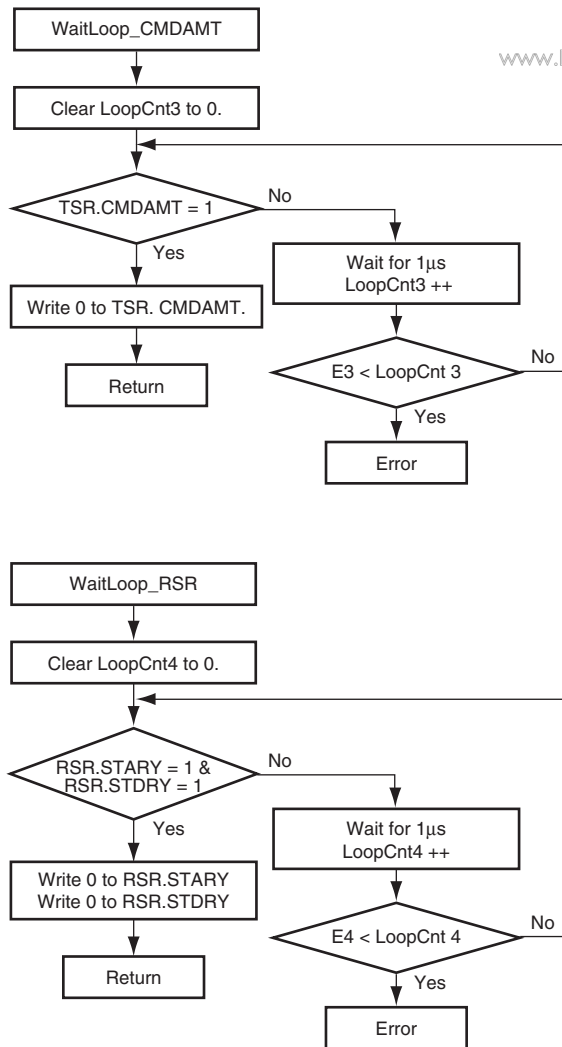 WaitLoop_CMDAMT
www.
Clear LoopCnt3 to 0.
TSR.CMDAMT = 1
No
Yes
Wait for 1μs
LoopCnt3 ++
Write 0 to TSR. CMDAMT.
Return
E3 < LoopCnt 3
No
Yes
Error
WaitLoop_RSR
Clear LoopCnt4 to 0.
RSR.STARY = 1 &
RSR.STDRY = 1
No
Yes
Wait for 1μs
LoopCnt4 ++
Write 0 to RSR.STARY
Write 0 to RSR.STDRY
Return
E4 < LoopCnt 4
No
Yes
Error